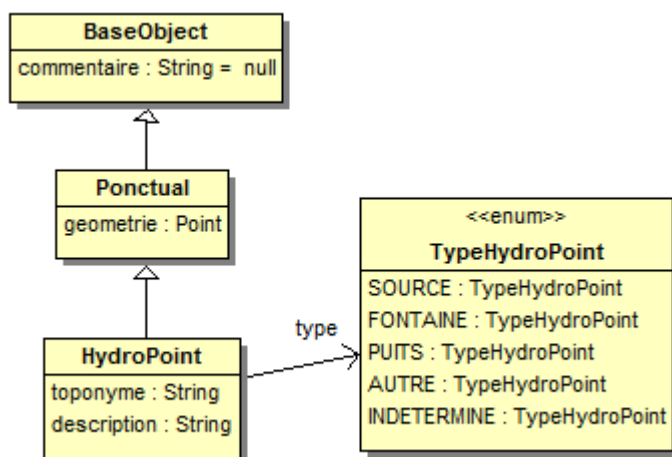 BaseObject
commentaire : String = null
Ponctual
geometrie : Point
HydroPoint
toponyme : String
description : String
type
<<enum>>
TypeHydroPoint
SOURCE : TypeHydroPoint
FONTAINE : TypeHydroPoint
PUITS : TypeHydroPoint
AUTRE : TypeHydroPoint
INDETERMINE : TypeHydroPoint